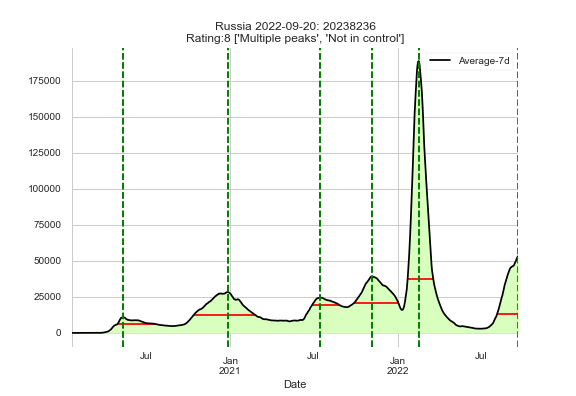 Russia 2022-09-20: 20238236
Rating:8 ['Multiple peaks', 'Not in control']
Average-7d
175000
150000
125000
100000
75000
50000
25000
0
Jul
Jan
2021
Jul
Jan
2022
Jul
Date